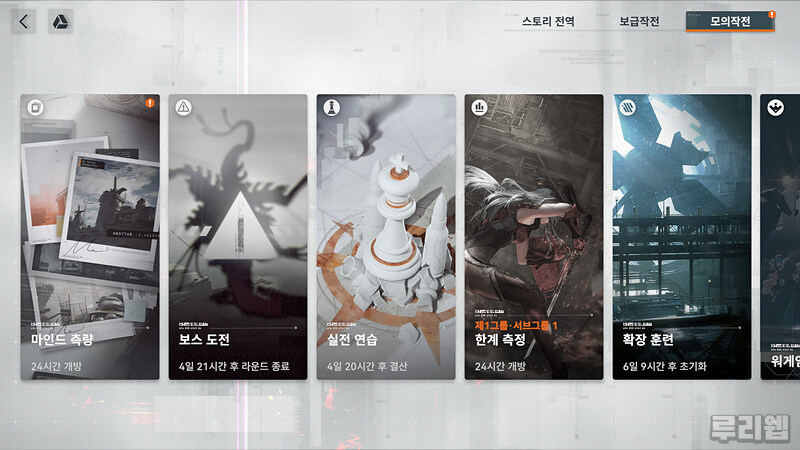 스토리 전역
보급작전
모의작전
마인드 측량
24시간 개방
보스 도전
4일 21시간 후 라운드 종료
실전 연습
4일 20시간 후 결산
제1그룹·서브그룹 1
한계 측정
24시간 개방
확장 훈련
6일 9시간 후 초기화
워게임
루리웹